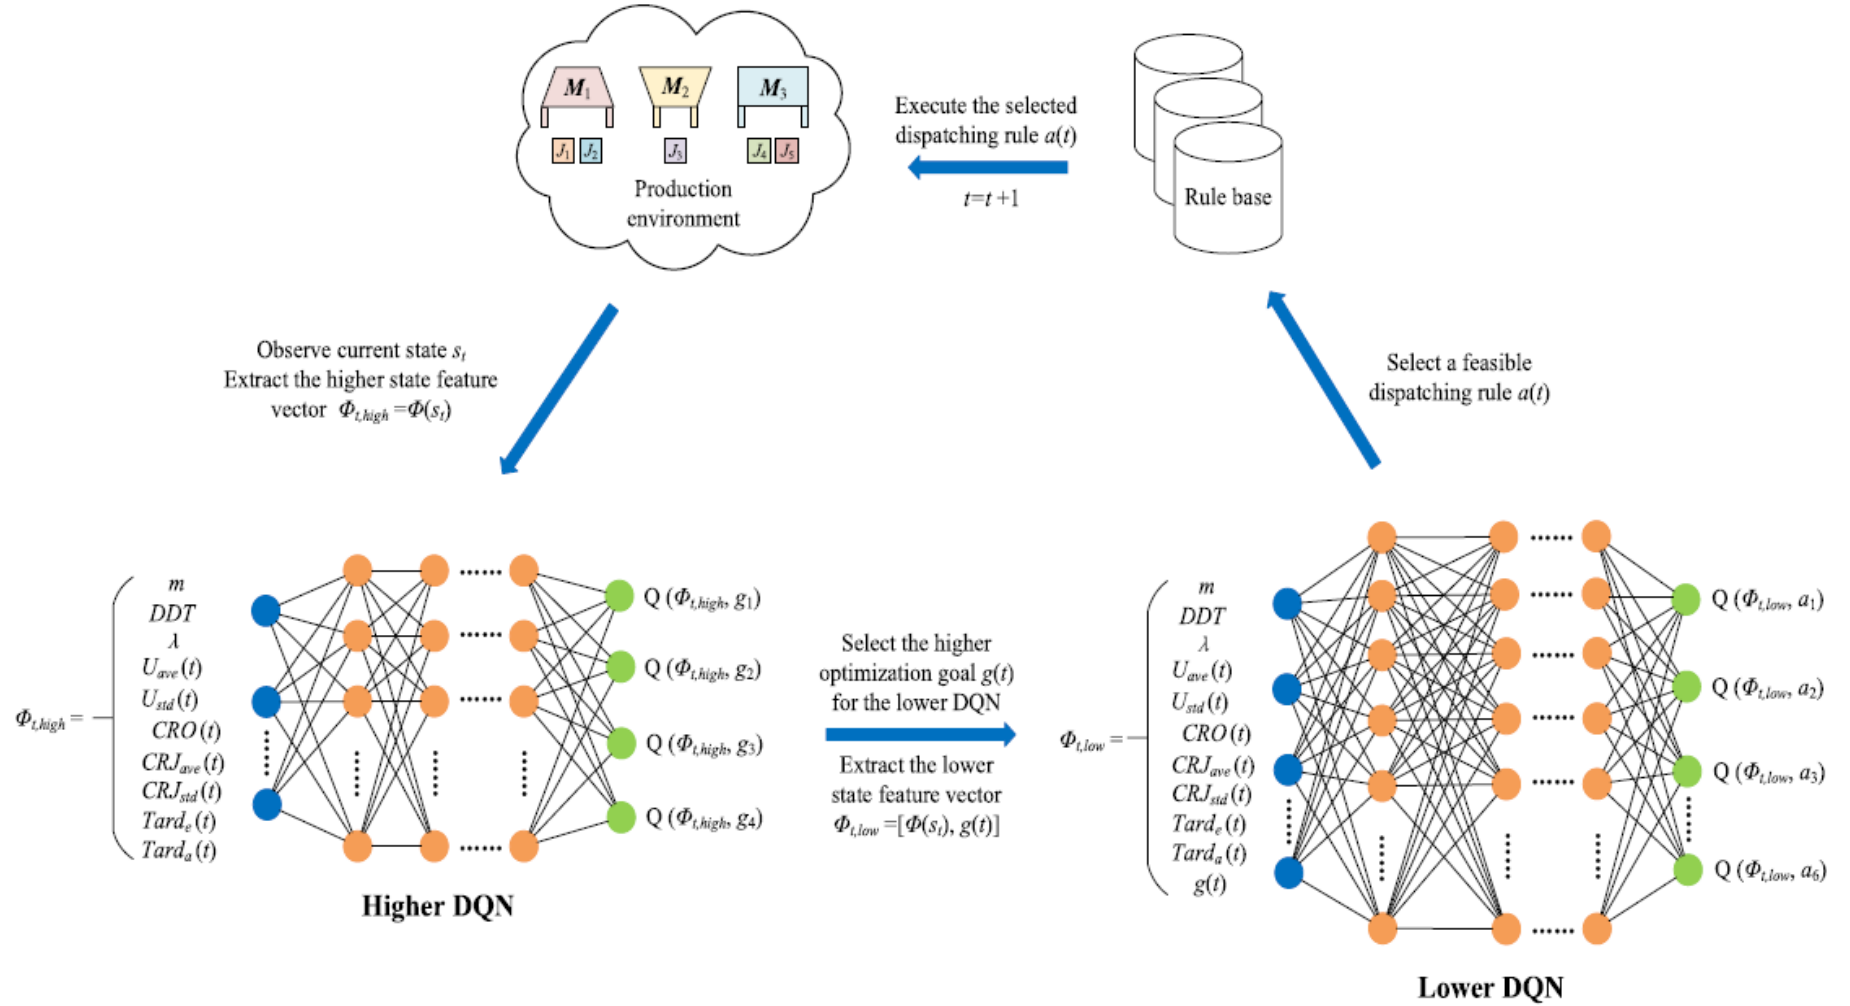 M1 M2 M3
J1 J2 J3 J4 J5
Production
environment
Execute the selected
dispatching rule a(t)
t=t +1
Rule base
Observe current state st
Extract the higher state feature
vector Φt,high =Φ(st)
Select a feasible
dispatching rule a(t)
Φt,high =
m
DDT
λ
Uave(t)
Ustd(t)
CRO(t)
CRJave(t)
CRJstd(t)
Tarde(t)
Tarda(t)
Q (Φt,high, g1)
Q (Φt,high, g2)
Q (Φt,high, g3)
Q (Φt,high, g4)
Higher DQN
Select the higher
optimization goal g(t)
for the lower DQN
Extract the lower
state feature vector
Φt,low =[Φ(st), g(t)]
Φt,low =
m
DDT
λ
Uave(t)
Ustd(t)
CRO(t)
CRJave(t)
CRJstd(t)
Tarde(t)
Tarda(t)
g(t)
Q (Φt,low, a1)
Q (Φt,low, a2)
Q (Φt,low, a3)
Q (Φt,low, a6)
Lower DQN